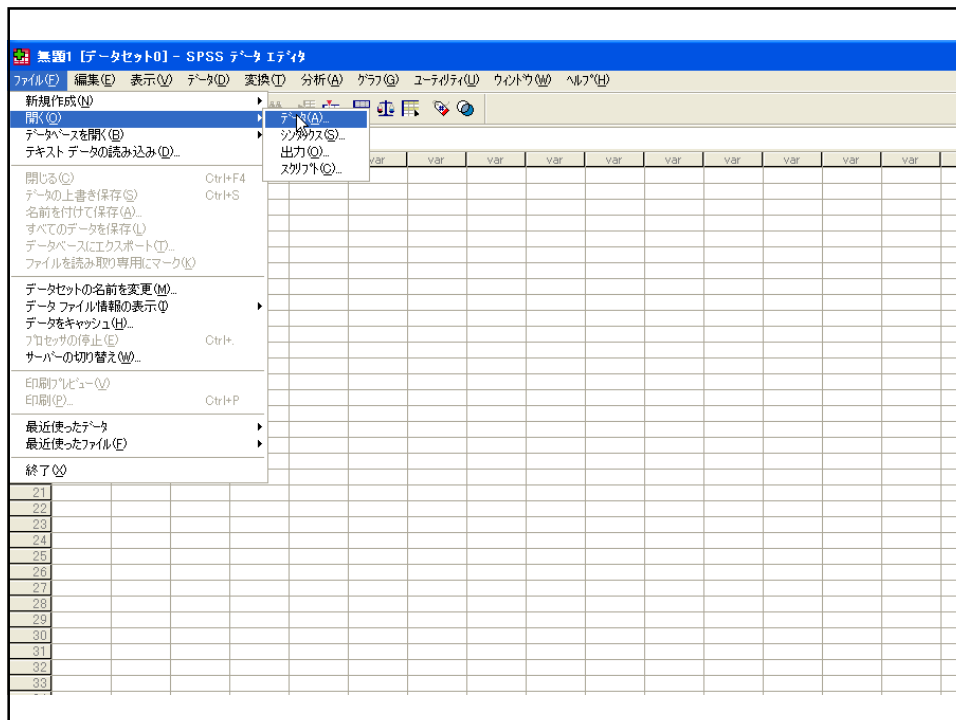 無題1 [データセット0] - SPSS データ エディタ
ファイル(F) 編集(E) 表示(V) データ(D) 変換(T) 分析(A) グラフ(G) ユーティリティ(U) ウィンドウ(W) ヘルプ(H)
新規作成(N)
開く(O)
データベースを開く(B)
テキスト データの読み込み(D)...
データ(A)...
シンタックス(S)...
出力(O)...
スクリプト(C)...
var var var var var var var var var var
閉じる(C) Ctrl+F4
データの上書き保存(S) Ctrl+S
名前を付けて保存(A)...
すべてのデータを保存(L)
データベースにエクスポート(T)...
ファイルを読み取り専用にマーク(K)
データセットの名前を変更(M)...
データ ファイル情報の表示(I)
データをキャッシュ(H)...
プロセッサの停止(E) Ctrl+.
サーバーの切り替え(W)...
印刷プレビュー(V)
印刷(P)... Ctrl+P
最近使ったデータ
最近使ったファイル(F)
終了(X)
21
22
23
24
25
26
27
28
29
30
31
32
33